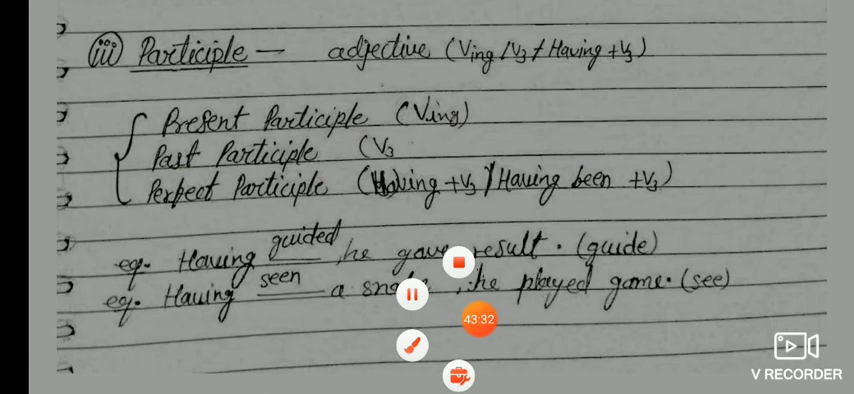 (iii) Participle — adjective (Ving /V3 / Having +V3)
Present Participle (Ving)
Past Participle (V3
Perfect Participle (Having +V3 / Having been +V3)
eg. Having guided, he gave result. (guide)
eg. Having seen a , he played game. (see)
43:32
V RECORDER